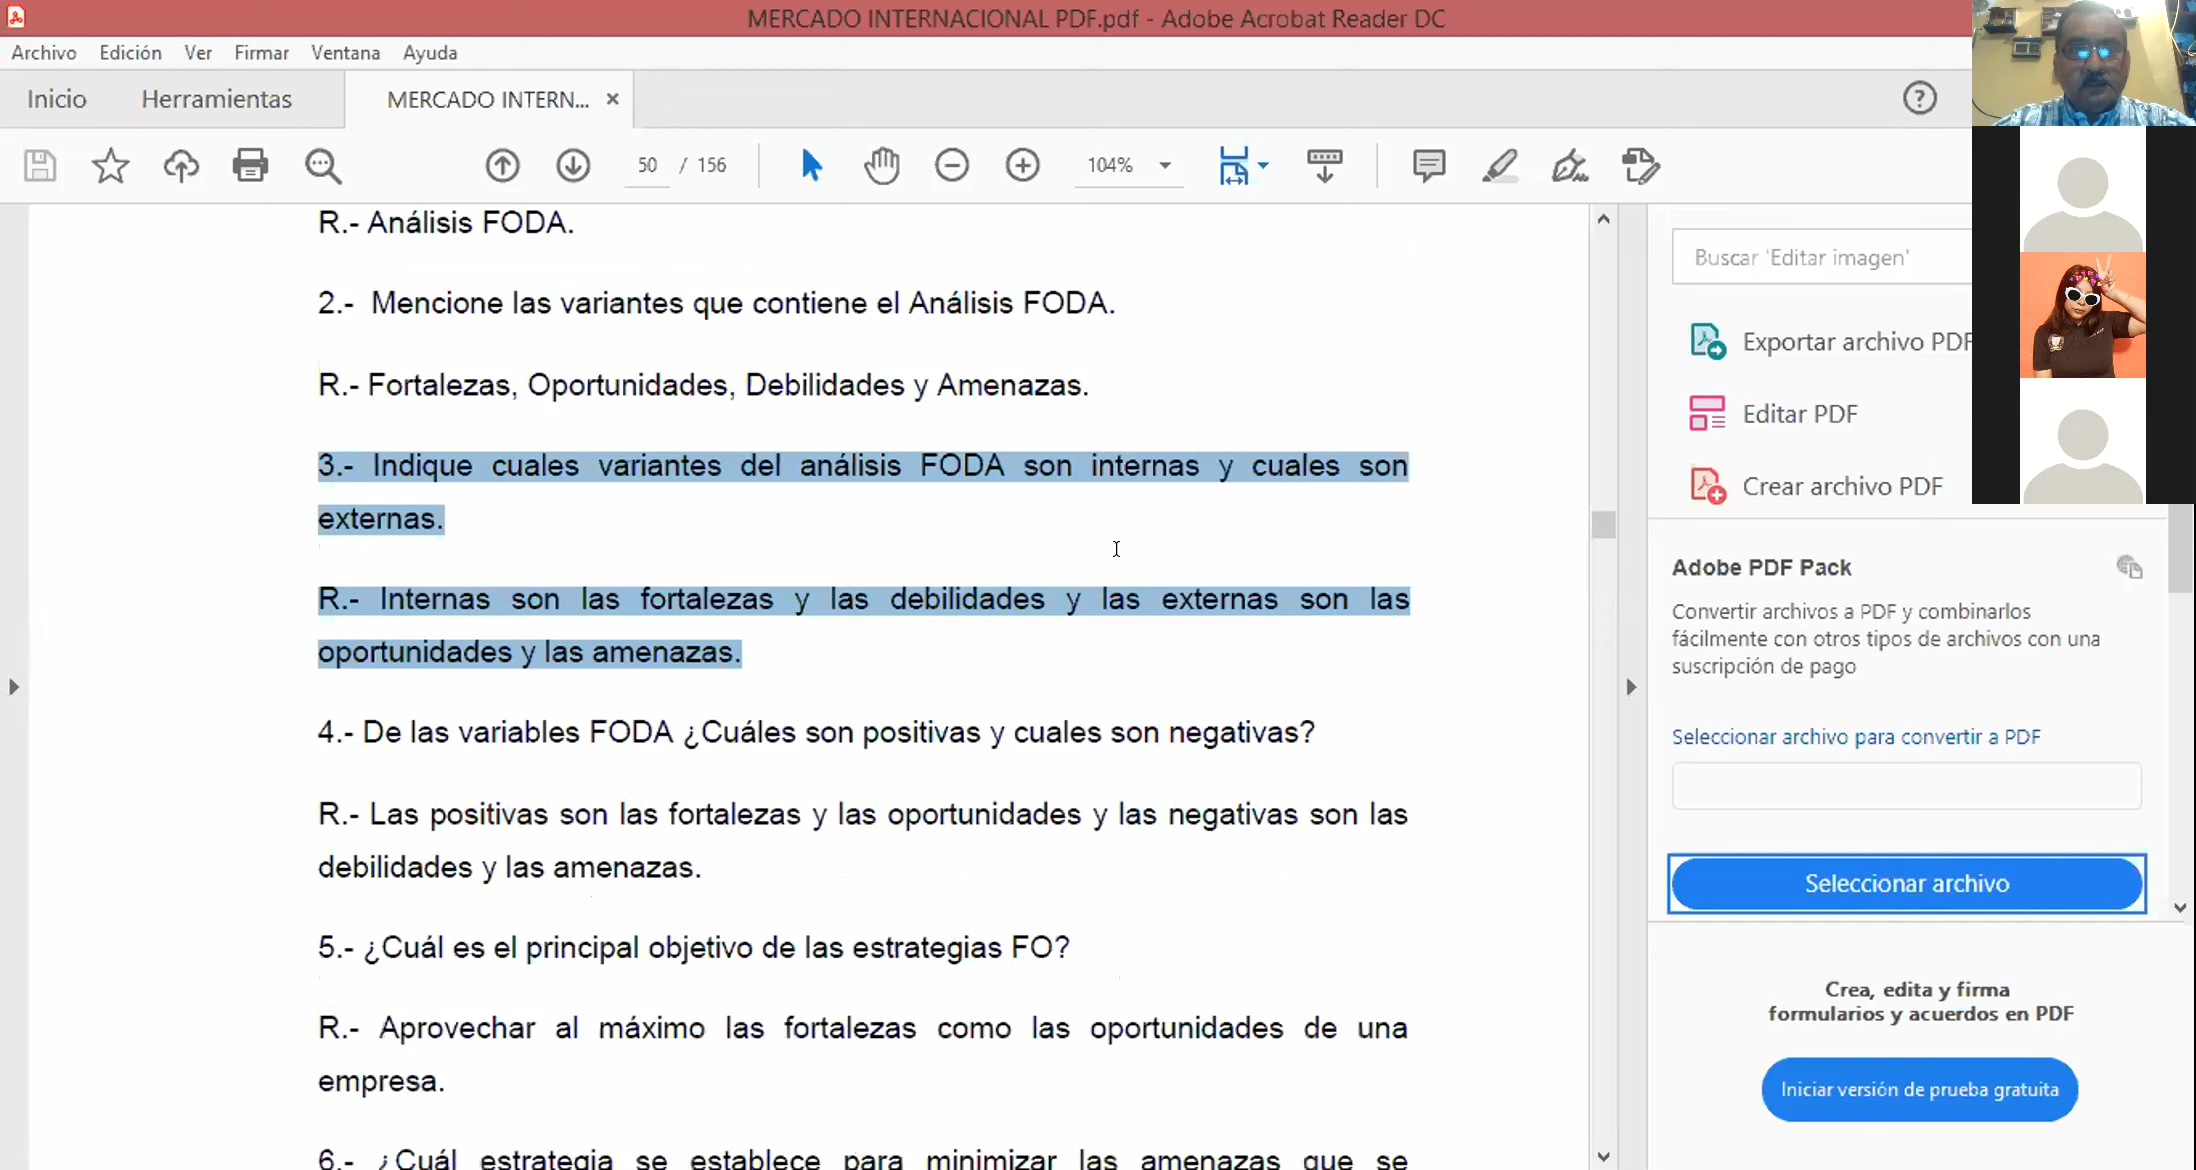 MERCADO INTERNACIONAL PDF.pdf - Adobe Acrobat Reader DC
Archivo Edición Ver Firmar Ventana Ayuda
Inicio Herramientas MERCADO INTERN... ×
50 / 156 104%
R.- Análisis FODA.
2.- Mencione las variantes que contiene el Análisis FODA.
R.- Fortalezas, Oportunidades, Debilidades y Amenazas.
3.- Indique cuales variantes del análisis FODA son internas y cuales son
externas.
R.- Internas son las fortalezas y las debilidades y las externas son las
oportunidades y las amenazas.
4.- De las variables FODA ¿Cuáles son positivas y cuales son negativas?
R.- Las positivas son las fortalezas y las oportunidades y las negativas son las
debilidades y las amenazas.
5.- ¿Cuál es el principal objetivo de las estrategias FO?
R.- Aprovechar al máximo las fortalezas como las oportunidades de una
empresa.
6.- ¿Cuál estrategia se establece para minimizar las amenazas que se
Buscar 'Editar imagen'
Exportar archivo PDF
Editar PDF
Crear archivo PDF
Adobe PDF Pack
Convertir archivos a PDF y combinarlos
fácilmente con otros tipos de archivos con una
suscripción de pago
Seleccionar archivo para convertir a PDF
Seleccionar archivo
Crea, edita y firma
formularios y acuerdos en PDF
Iniciar versión de prueba gratuita